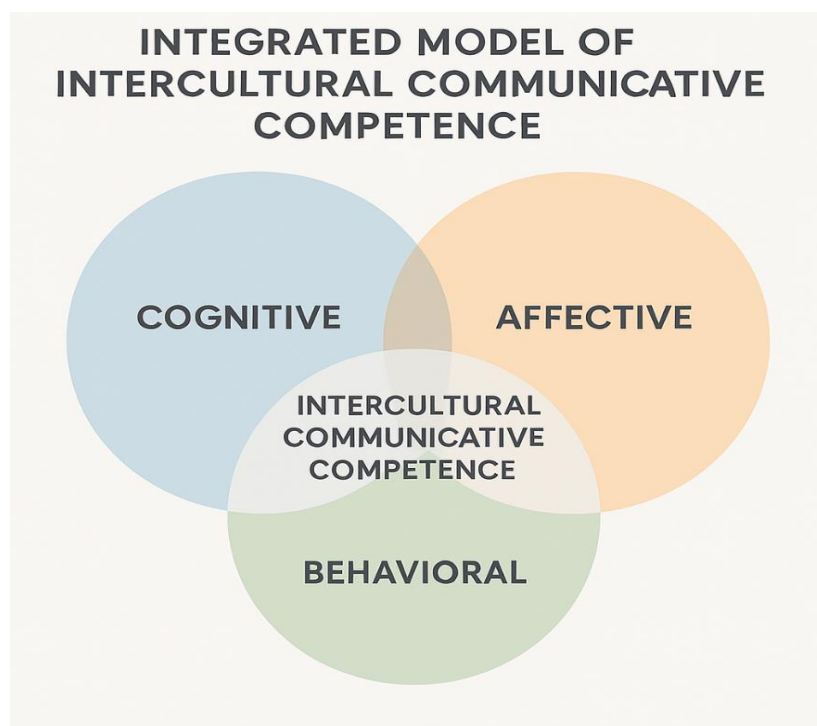 INTEGRATED MODEL OF
INTERCULTURAL COMMUNICATIVE
COMPETENCE
COGNITIVE
AFFECTIVE
INTERCULTURAL
COMMUNICATIVE
COMPETENCE
BEHAVIORAL